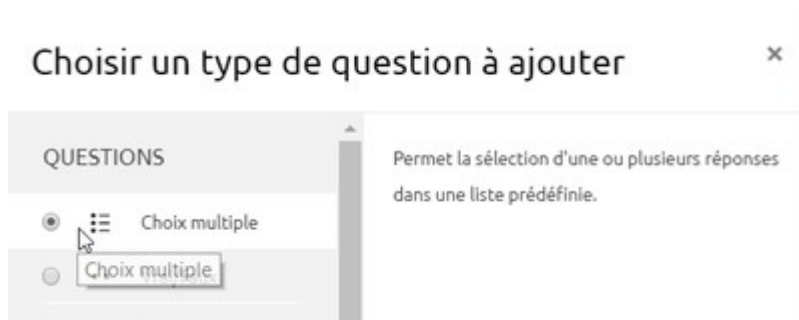 Choisir un type de question à ajouter
×
QUESTIONS
Permet la sélection d'une ou plusieurs réponses
dans une liste prédéfinie.
Choix multiple
Choix multiple